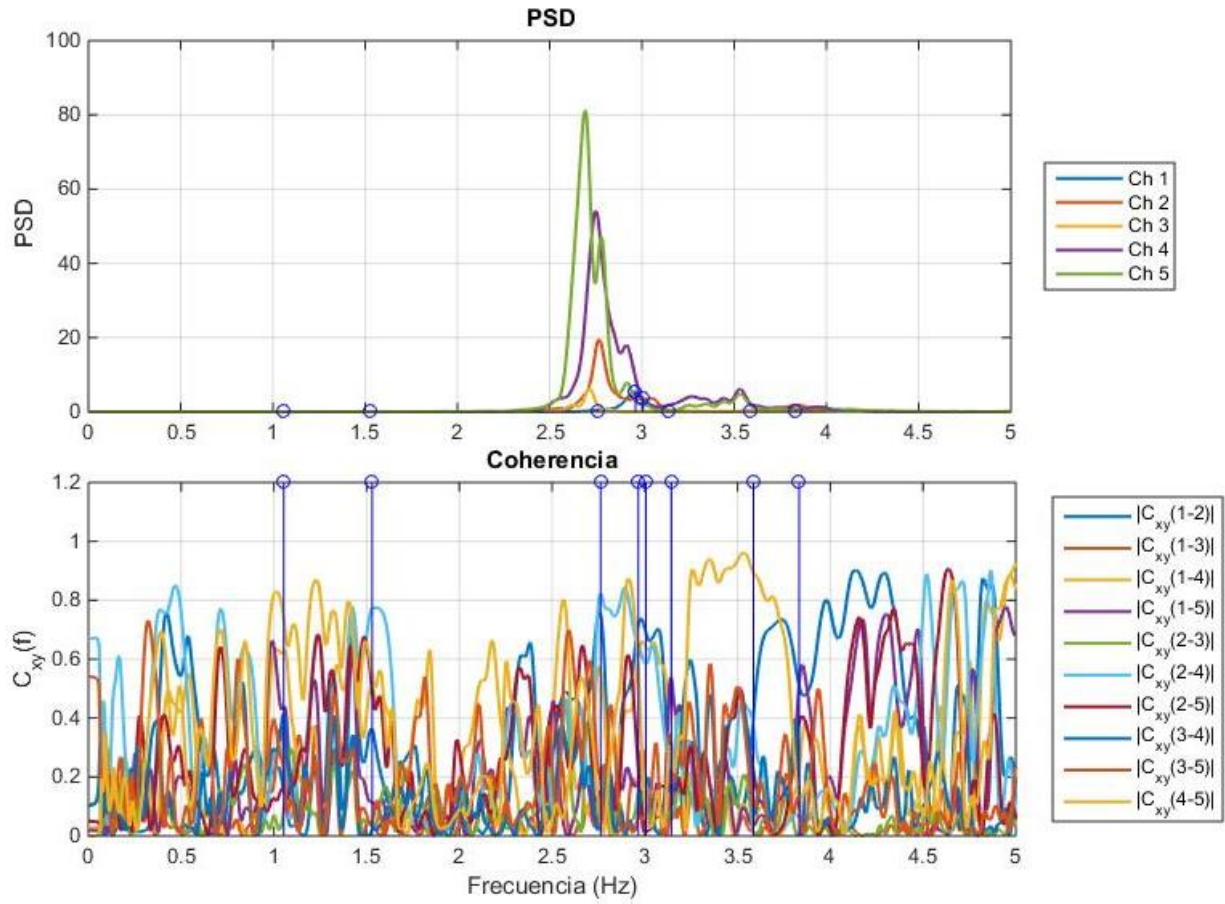 PSD
100
80
60
40
20
0
PSD
0 0.5 1 1.5 2 2.5 3 3.5 4 4.5 5
Ch 1
Ch 2
Ch 3
Ch 4
Ch 5
Coherencia
1.2
1
0.8
0.6
0.4
0.2
0
C_xy(f)
0 0.5 1 1.5 2 2.5 3 3.5 4 4.5 5
Frecuencia (Hz)
|C_xy(1-2)|
|C_xy(1-3)|
|C_xy(1-4)|
|C_xy(1-5)|
|C_xy(2-3)|
|C_xy(2-4)|
|C_xy(2-5)|
|C_xy(3-4)|
|C_xy(3-5)|
|C_xy(4-5)|